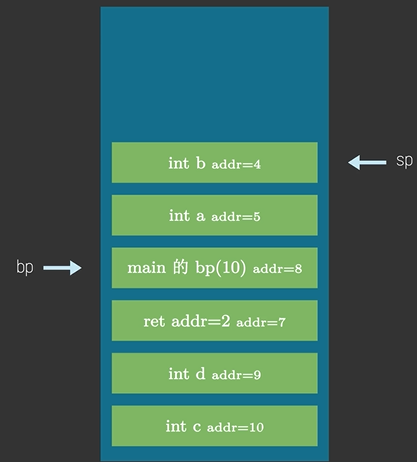 int b addr=4
sp
int a addr=5
bp
main 的 bp(10) addr=8
ret addr=2 addr=7
int d addr=9
int c addr=10